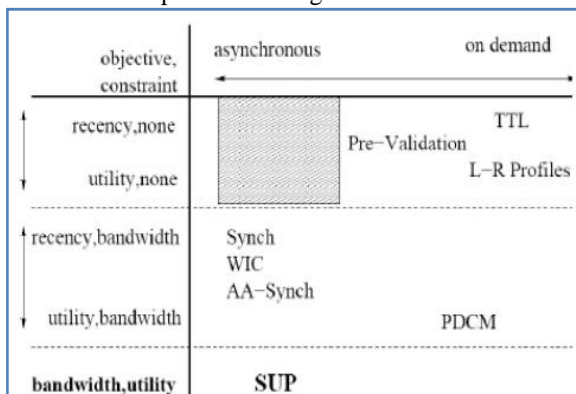 asynchronous on demand
objective,
constraint
recency,none TTL
Pre-Validation
utility,none L-R Profiles
recency,bandwidth Synch
WIC
AA-Synch
utility,bandwidth PDCM
bandwidth,utility SUP